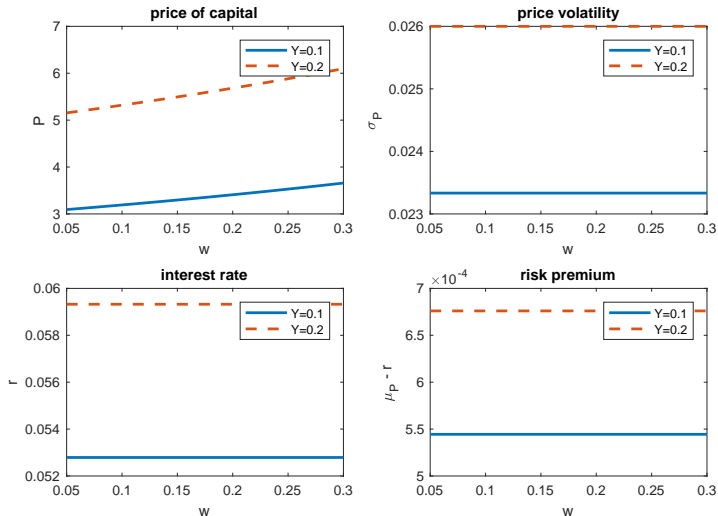 price of capital
7
6
5
4
3
P
Y=0.1
Y=0.2
0.05 0.1 0.15 0.2 0.25 0.3
w
price volatility
0.026
0.025
0.024
0.023
σP
Y=0.1
Y=0.2
0.05 0.1 0.15 0.2 0.25 0.3
w
interest rate
0.06
0.058
0.056
0.054
0.052
r
Y=0.1
Y=0.2
0.05 0.1 0.15 0.2 0.25 0.3
w
risk premium
×10-4
7
6.5
6
5.5
5
μP - r
Y=0.1
Y=0.2
0.05 0.1 0.15 0.2 0.25 0.3
w